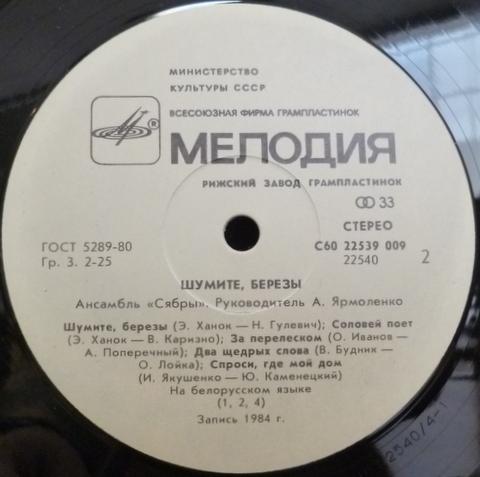 МИНИСТЕРСТВО
КУЛЬТУРЫ СССР
ВСЕСОЮЗНАЯ ФИРМА ГРАМПЛАСТИНОК
®
МЕЛОДИЯ
РИЖСКИЙ ЗАВОД ГРАМПЛАСТИНОК
33
СТЕРЕО
ГОСТ 5289-80
С60 22539 009
Гр. 3. 2-25
22540
2
ШУМИТЕ, БЕРЕЗЫ
Ансамбль «Сябры». Руководитель А. Ярмоленко
Шумите, березы (Э. Ханок — Н. Гулевич); Соловей поет
(Э. Ханок — В. Каризно); За перелеском (О. Иванов —
А. Поперечный); Два щедрых слова (В. Будник —
О. Лойка); Спроси, где мой дом
(И. Якушенко — Ю. Каменецкий)
На белорусском языке
(1, 2, 4)
Запись 1984 г.